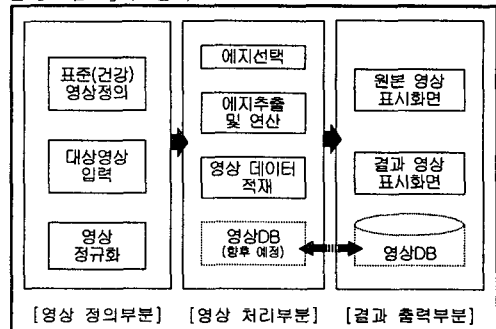 표준(건강)
영상정의
대상영상
입력
영상
정규화
[영상 정의부분]
에지선택
에지추출
및 연산
영상 데이터
적재
영상DB
(향후 예정)
[영상 처리부분]
원본 영상
표시화면
결과 영상
표시화면
영상DB
[결과 출력부분]